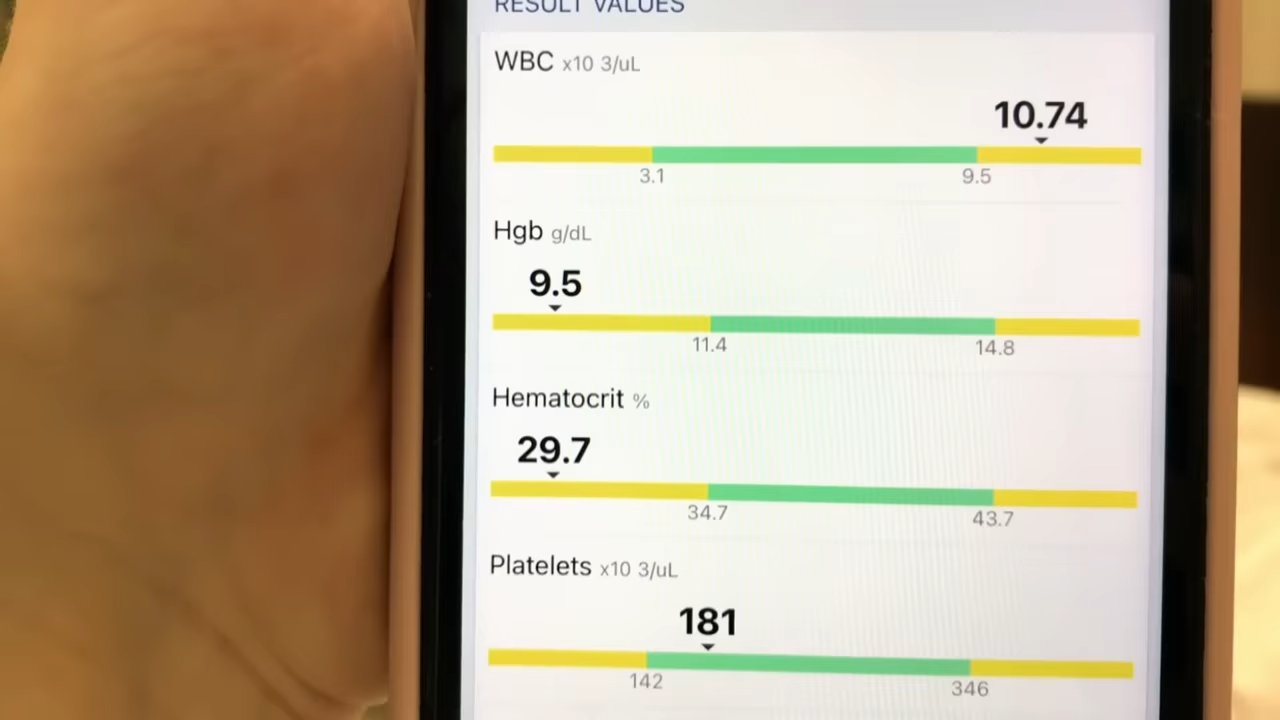 RESULT VALUES
WBC x10 3/uL
10.74
3.1 9.5
Hgb g/dL
9.5
11.4 14.8
Hematocrit %
29.7
34.7 43.7
Platelets x10 3/uL
181
142 346